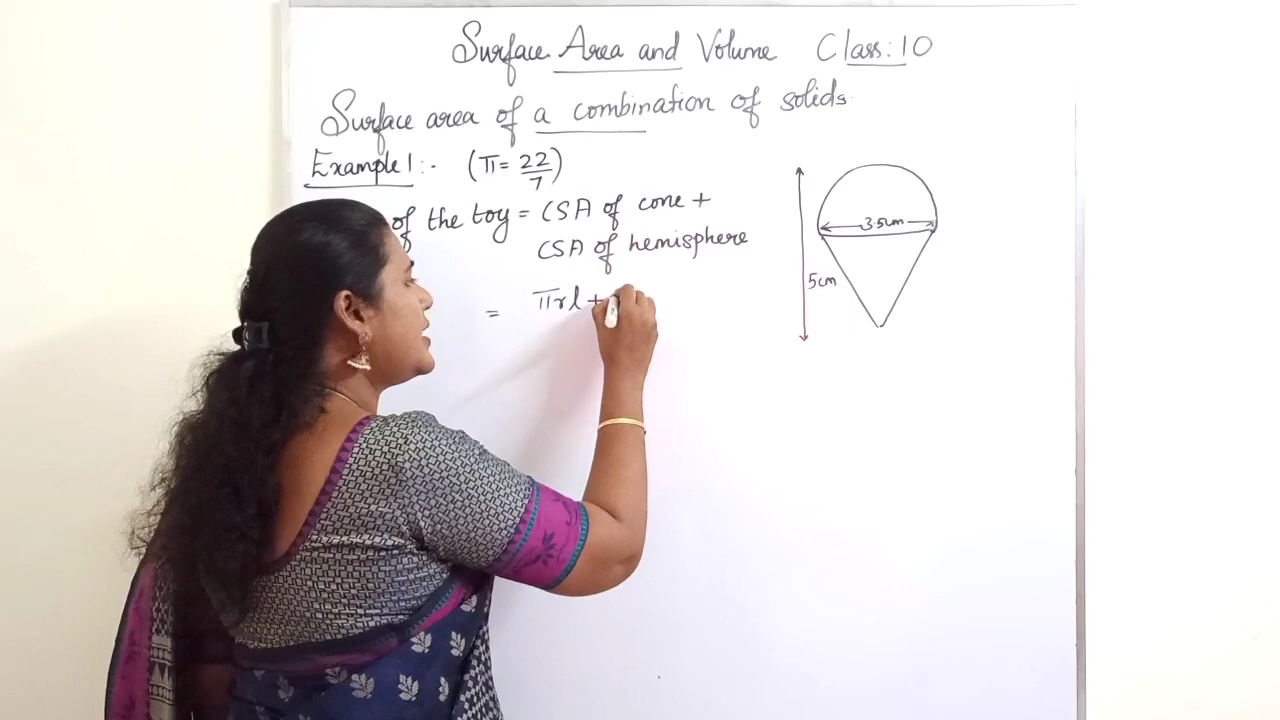 Surface Area and Volume Class: 10
Surface area of a combination of solids.
Example 1:- (π = 22/7)
of the toy = CSA of cone +
CSA of hemisphere
= πrl +
3.5cm
5cm